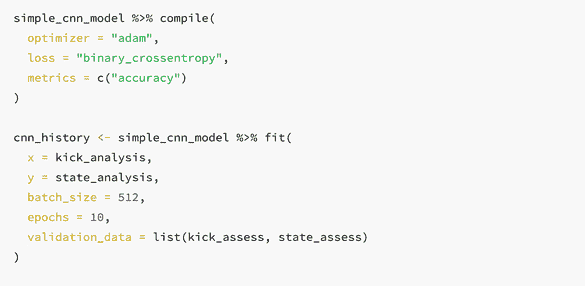 simple_cnn_model %>% compile(
  optimizer = "adam",
  loss = "binary_crossentropy",
  metrics = c("accuracy")
)

cnn_history <- simple_cnn_model %>% fit(
  x = kick_analysis,
  y = state_analysis,
  batch_size = 512,
  epochs = 10,
  validation_data = list(kick_assess, state_assess)
)